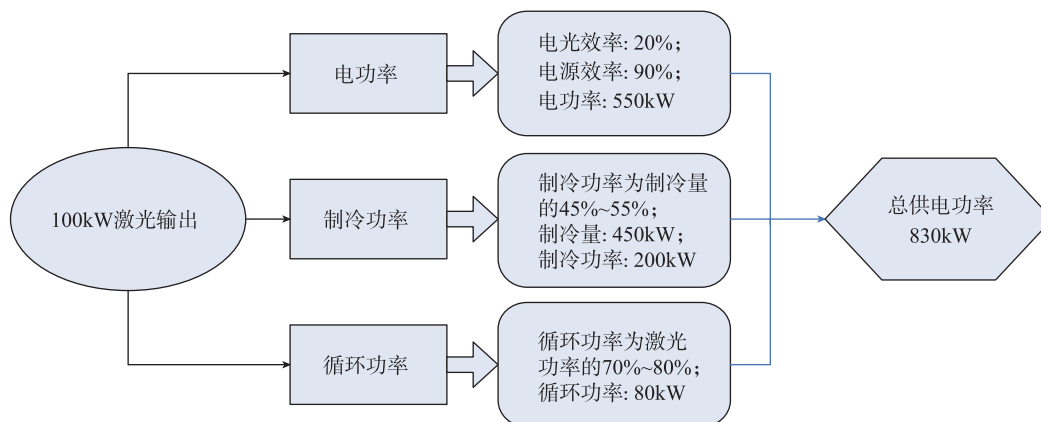 100kW激光输出
电功率
电光效率: 20%;
电源效率: 90%;
电功率: 550kW
制冷功率
制冷功率为制冷量
的45%~55%;
制冷量: 450kW;
制冷功率: 200kW
循环功率
循环功率为激光
功率的70%~80%;
循环功率: 80kW
总供电功率
830kW